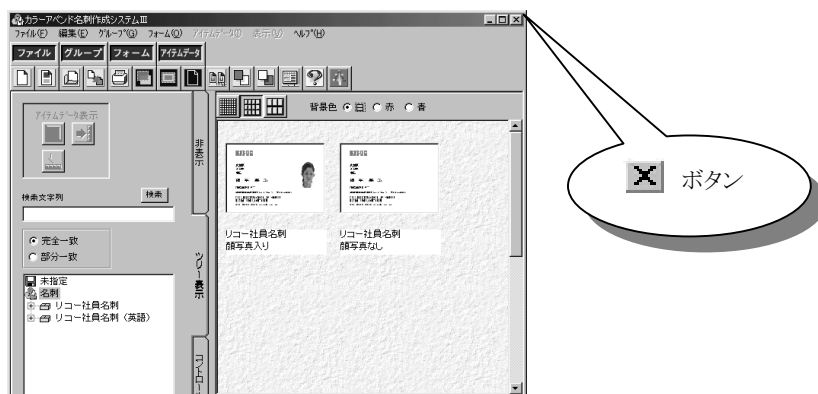 カラーアペンド名刺作成システムⅢ
ファイル(F) 編集(E) グループ(G) フォーム(O) アイテムデータ(I) 表示(V) ヘルプ(H)
ファイル グループ フォーム アイテムデータ
アイテムデータ表示
検索文字列 検索
完全一致
部分一致
未指定
名刺
リコー社員名刺
リコー社員名刺（英語）
非表示
ツリー表示
コントロー
背景色 白 赤 青
リコー社員名刺
顔写真入り
リコー社員名刺
顔写真なし
ボタン